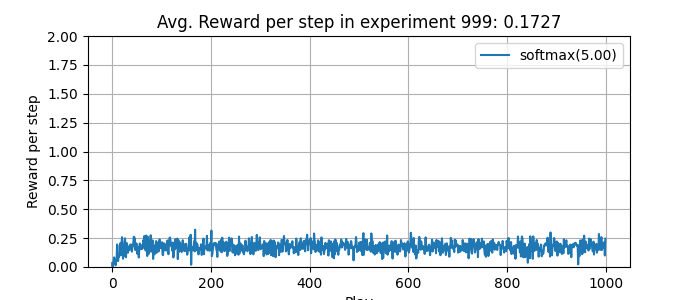 Avg. Reward per step in experiment 999: 0.1727
2.00
softmax(5.00)
1.75
1.50
1.25
1.00
0.75
0.50
0.25
0.00
Reward per step
0 200 400 600 800 1000
Play